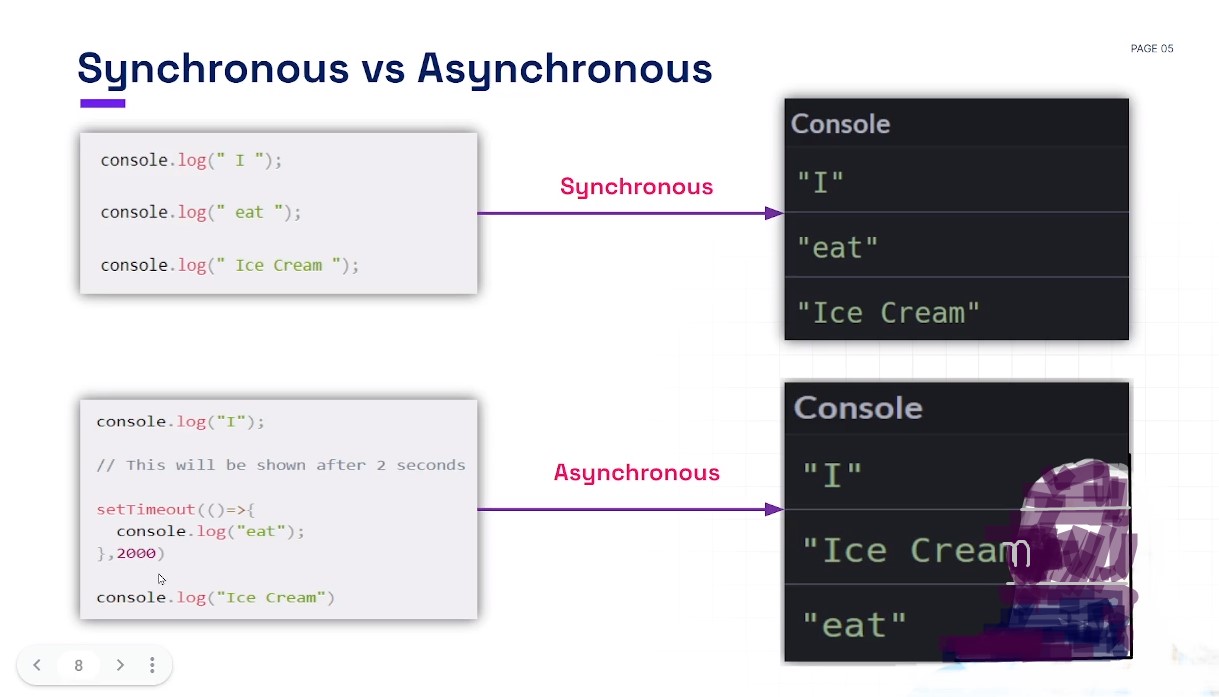 PAGE 05
Synchronous vs Asynchronous
console.log(" I ");
console.log(" eat ");
console.log(" Ice Cream ");
Synchronous
Console
"I"
"eat"
"Ice Cream"
console.log("I");
// This will be shown after 2 seconds
setTimeout(()=>{
console.log("eat");
},2000)
console.log("Ice Cream")
Asynchronous
Console
"I"
"Ice Cream
"eat"
8